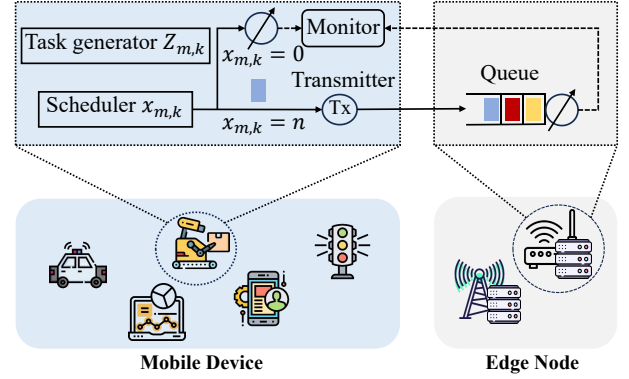 Task generator Z_{m,k}
x_{m,k} = 0
Monitor
Scheduler x_{m,k}
x_{m,k} = n
Transmitter
Tx
Queue
Mobile Device
Edge Node